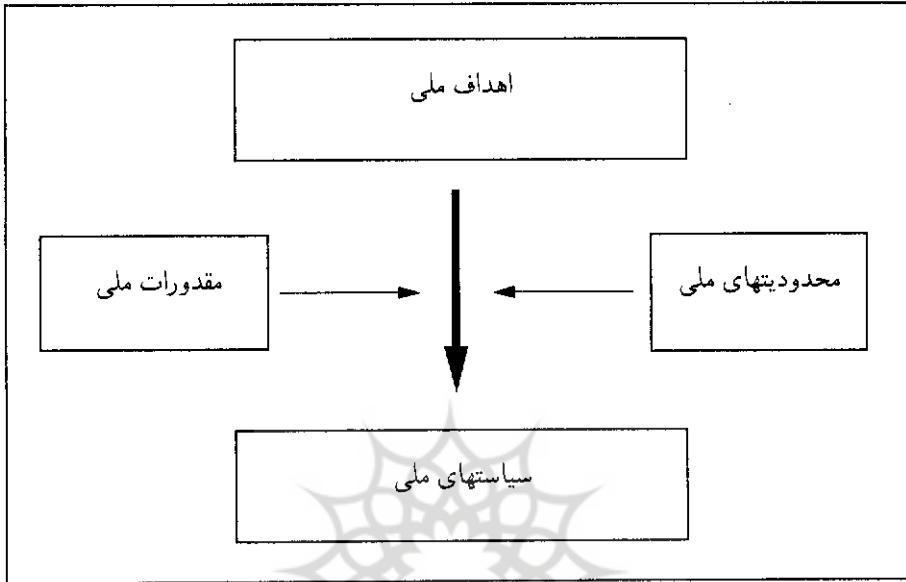 اهداف ملی
محدودیتهای ملی
مقدورات ملی
سیاستهای ملی